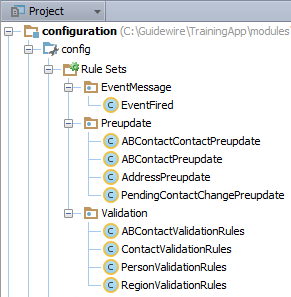 Project
configuration (C:\Guidewire\TrainingApp\modules
config
Rule Sets
EventMessage
EventFired
Preupdate
ABContactContactPreupdate
ABContactPreupdate
AddressPreupdate
PendingContactChangePreupdate
Validation
ABContactValidationRules
ContactValidationRules
PersonValidationRules
RegionValidationRules